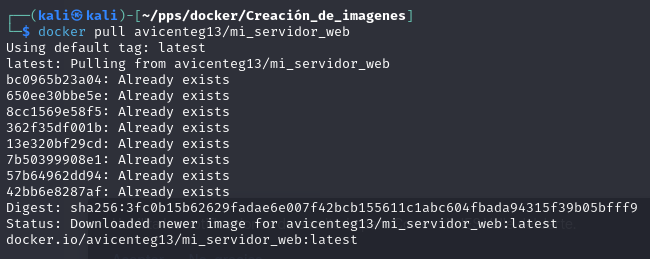 ┌──(kali㉿kali)-[~/pps/docker/Creación_de_imagenes]
└─$ docker pull avicenteg13/mi_servidor_web
Using default tag: latest
latest: Pulling from avicenteg13/mi_servidor_web
bc0965b23a04: Already exists
650ee30bbe5e: Already exists
8cc1569e58f5: Already exists
362f35df001b: Already exists
13e320bf29cd: Already exists
7b50399908e1: Already exists
57b64962dd94: Already exists
42bb6e8287af: Already exists
Digest: sha256:3fc0b15b62629fadae6e007f42bcb155611c1abc604fbada94315f39b05bfff9
Status: Downloaded newer image for avicenteg13/mi_servidor_web:latest
docker.io/avicenteg13/mi_servidor_web:latest